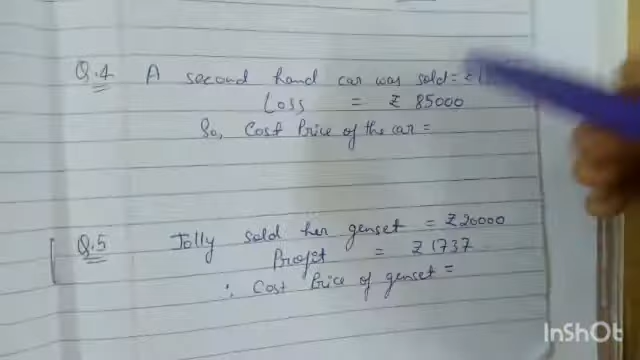 Q.4 A second hand car was sold = ₹1
Loss = ₹ 85000
So, Cost Price of the car =
Q.5 Jolly sold her genset = ₹20000
Profit = ₹1737
∴ Cost Price of genset =
InShOt